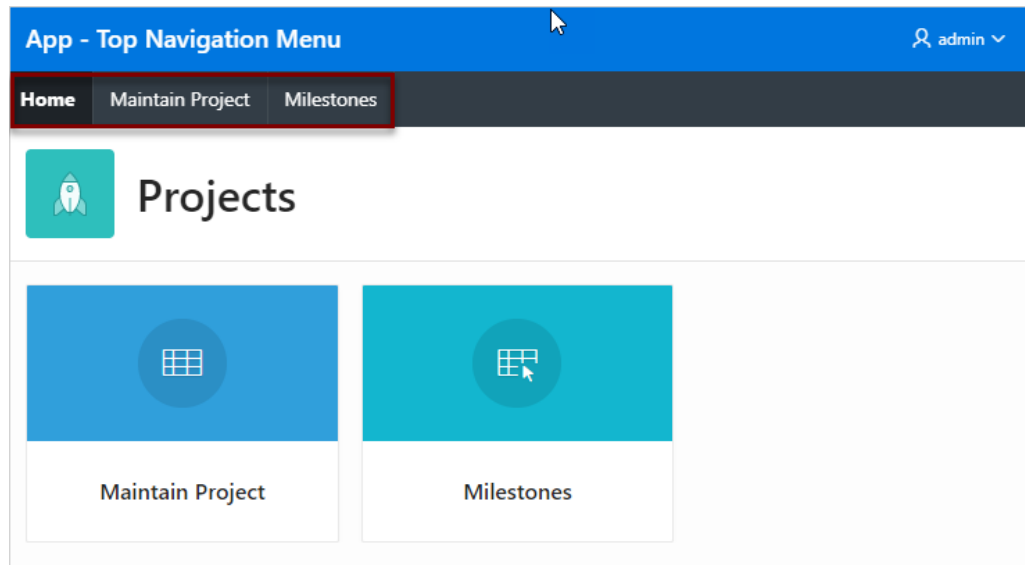 App - Top Navigation Menu
admin
Home Maintain Project Milestones
Projects
Maintain Project Milestones